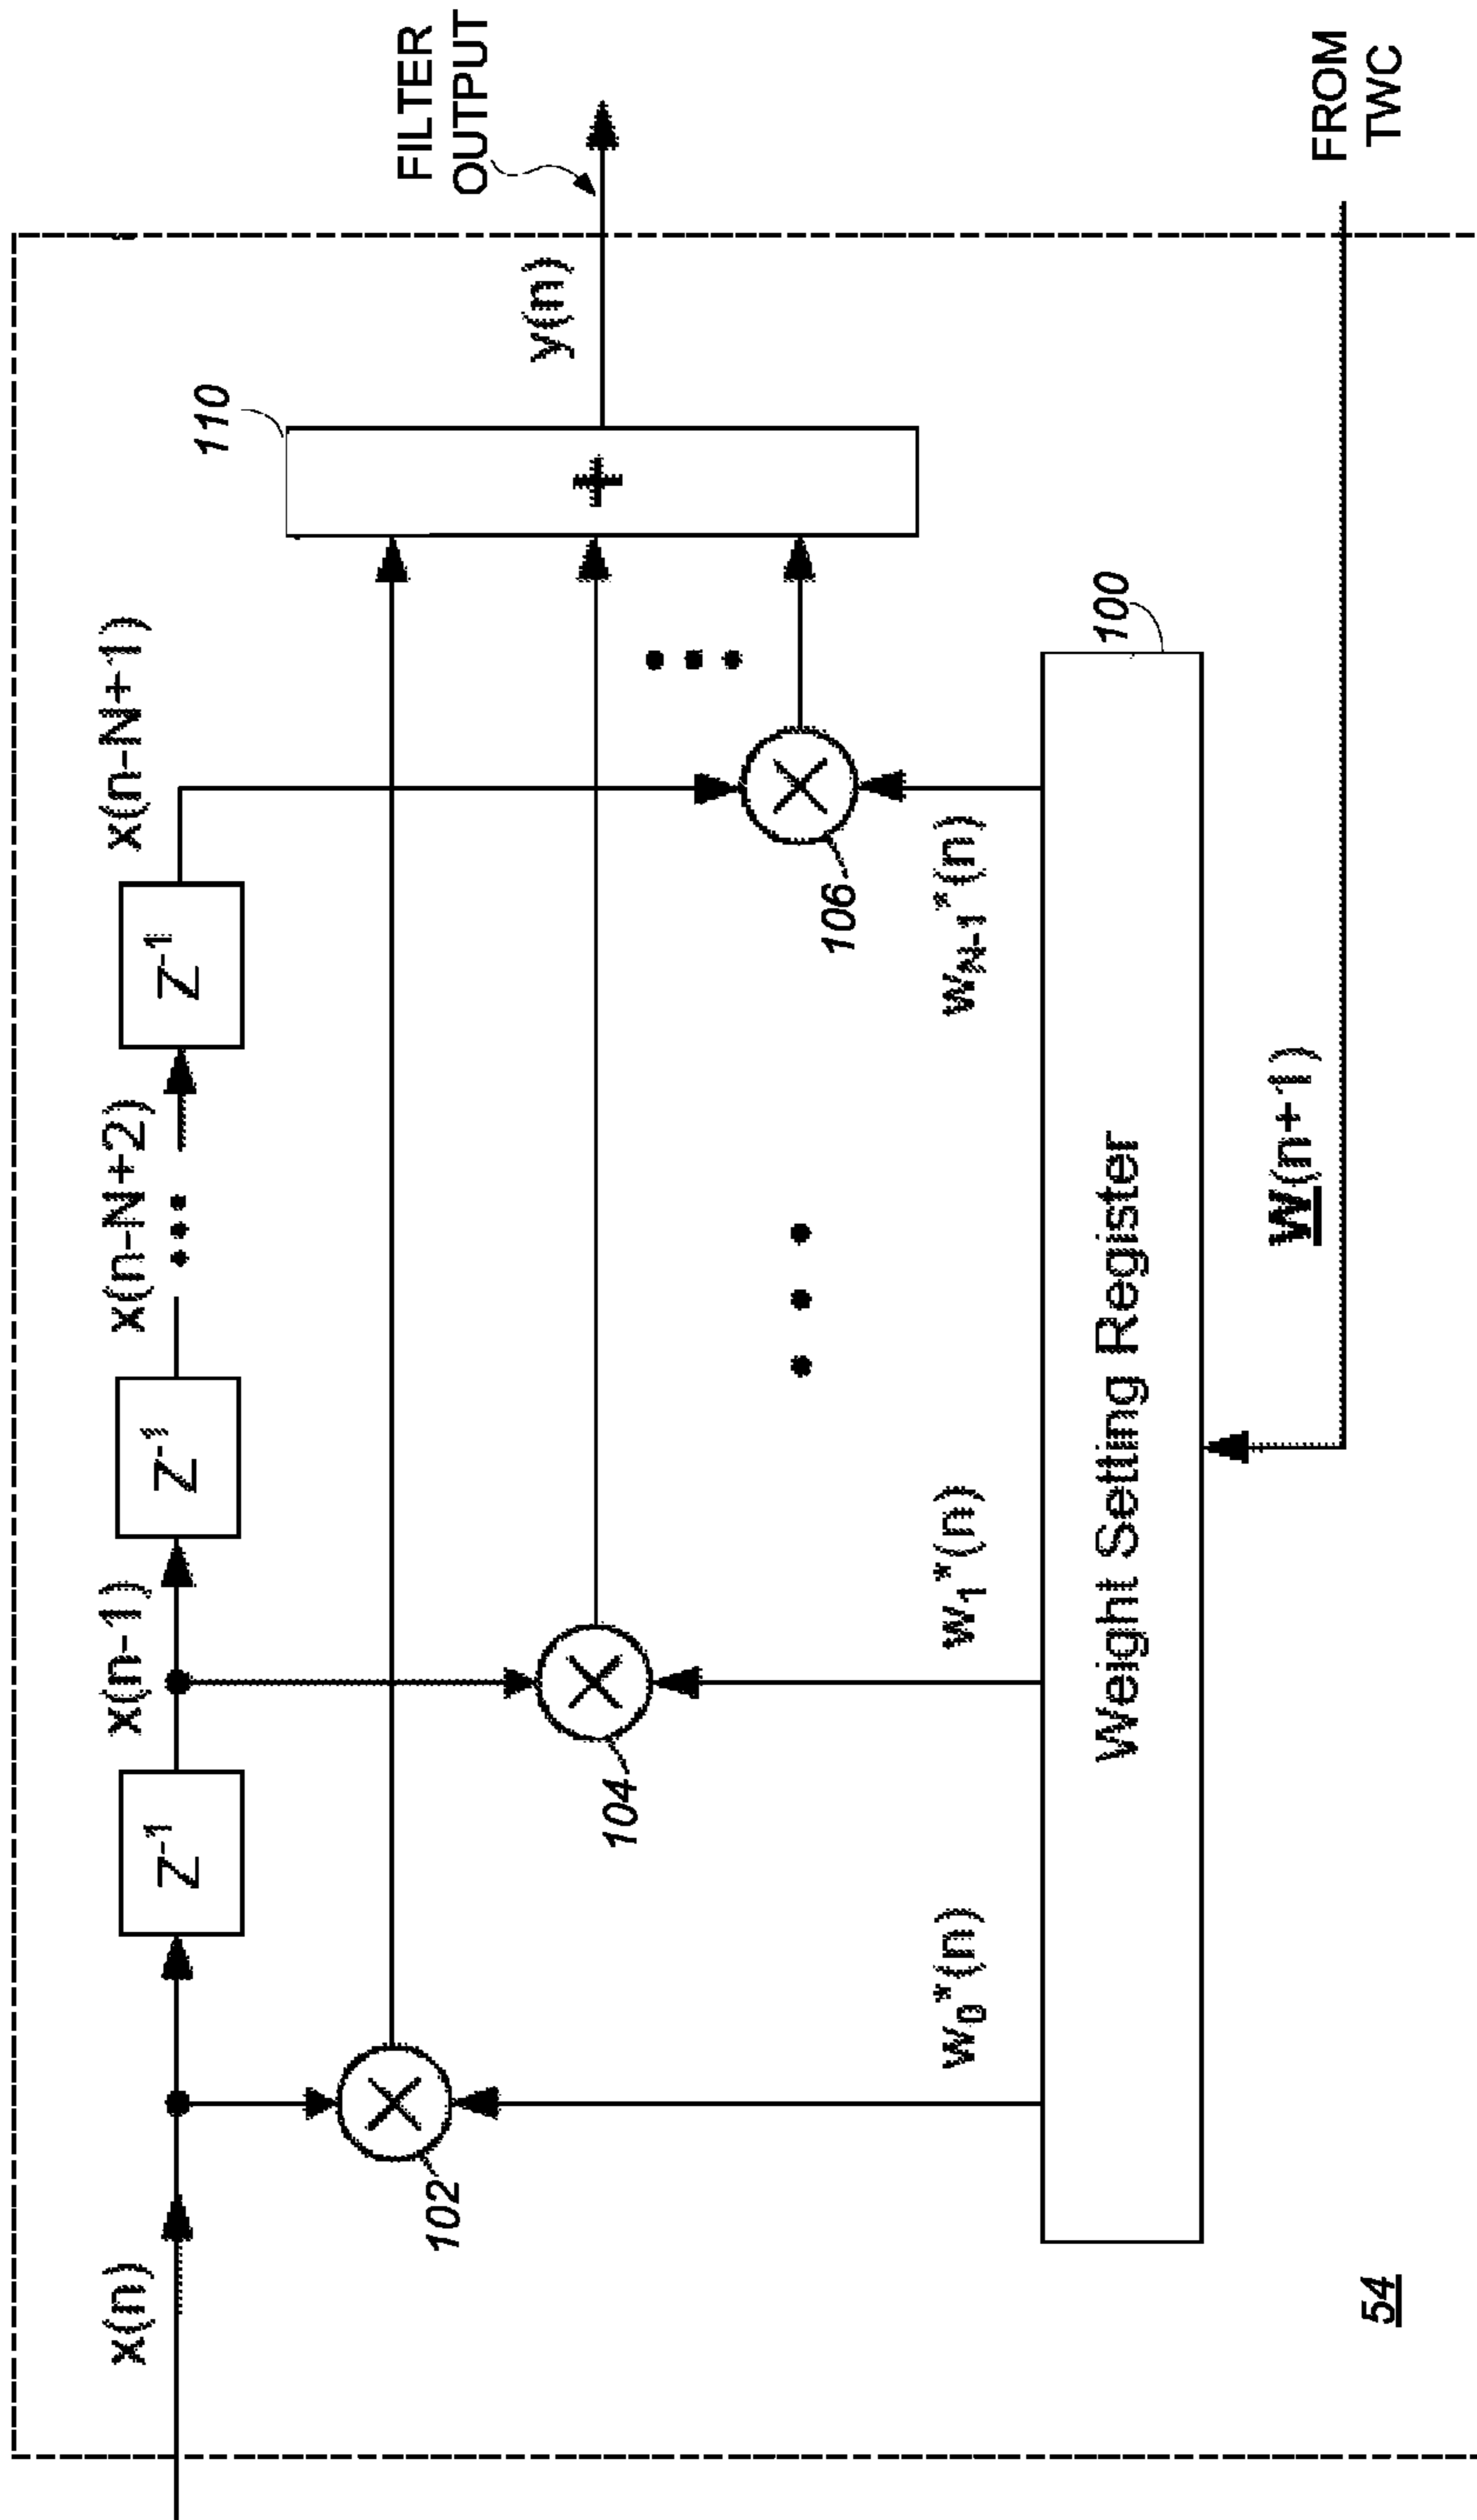 x(n)
x(n-1)
x(n-N+2)
x(n-N+1)
Z⁻¹
Z⁻¹
Z⁻¹
110
FILTER
OUTPUT
102
104
+
y(n)
106
w₀*(n)
w₁*(n)
w_N-1*(n)
100
Weight Setting Register
W(n+1)
FROM
TWC
54